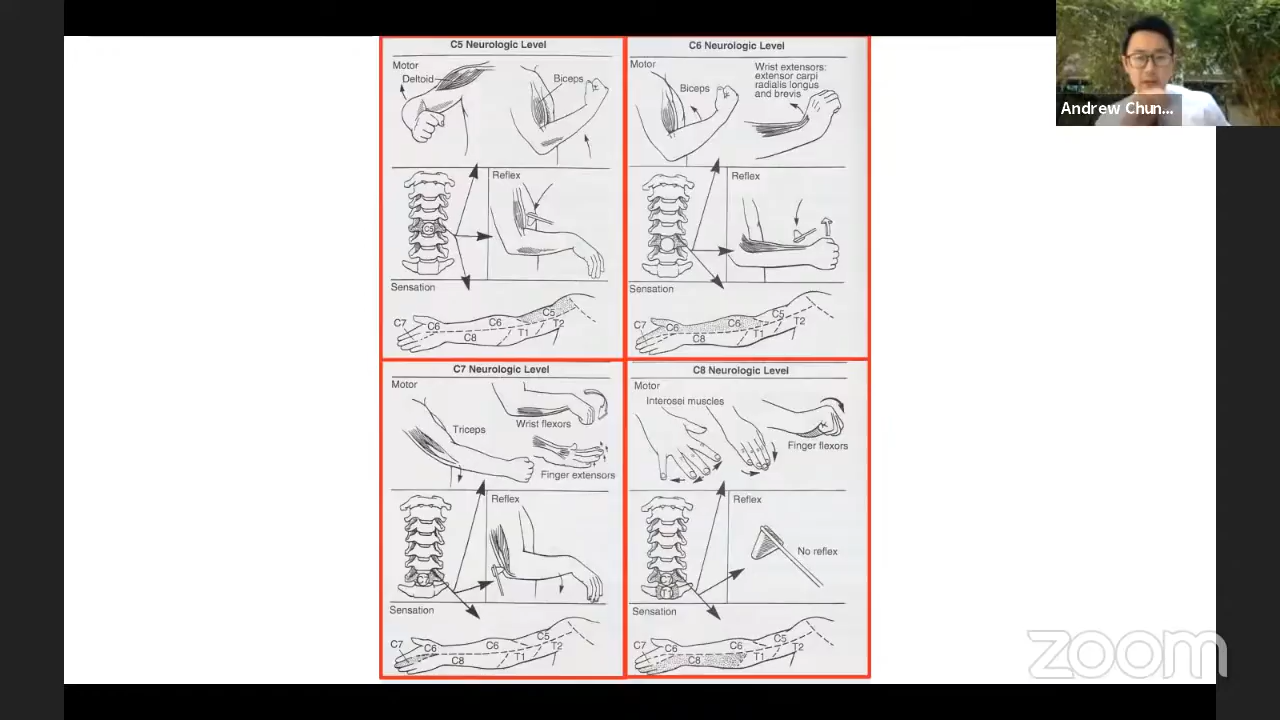 C5 Neurologic Level
Motor
Deltoid
Biceps
C5
Reflex
Sensation
C5
C7
C6
C6
T1
T2
C8
C6 Neurologic Level
Motor
Biceps
Wrist extensors:
extensor carpi
radialis longus
and brevis
Reflex
Sensation
C5
C7
C6
C6
T1
T2
C8
C7 Neurologic Level
Motor
Wrist flexors
Triceps
Finger extensors
Reflex
Sensation
C5
C7
C6
C6
T1
T2
C8
C8 Neurologic Level
Motor
Interosei muscles
Finger flexors
Reflex
No reflex
Sensation
C5
C7
C6
C6
T1
T2
C8
Andrew Chun...
zoom